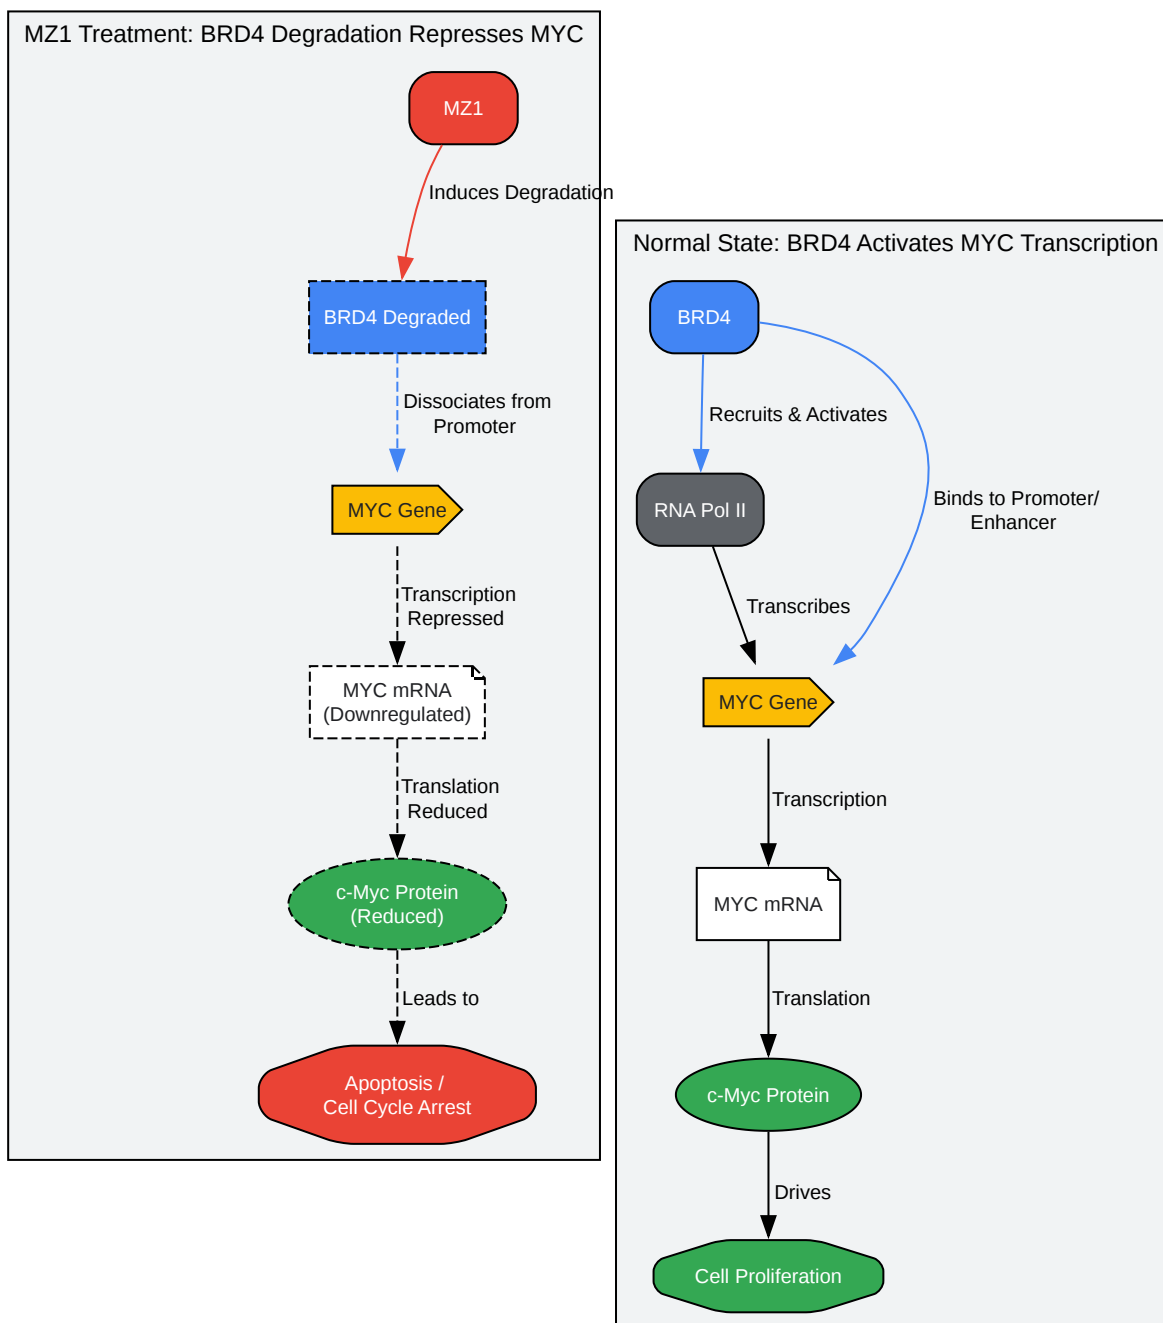 MZ1 Treatment: BRD4 Degradation Represses MYC
MZ1
Induces Degradation
BRD4 Degraded
Dissociates from
Promoter
MYC Gene
Transcription
Repressed
MYC mRNA
(Downregulated)
Translation
Reduced
c-Myc Protein
(Reduced)
Leads to
Apoptosis /
Cell Cycle Arrest
Normal State: BRD4 Activates MYC Transcription
BRD4
Recruits & Activates
RNA Pol II
Binds to Promoter/
Enhancer
Transcribes
MYC Gene
Transcription
MYC mRNA
Translation
c-Myc Protein
Drives
Cell Proliferation